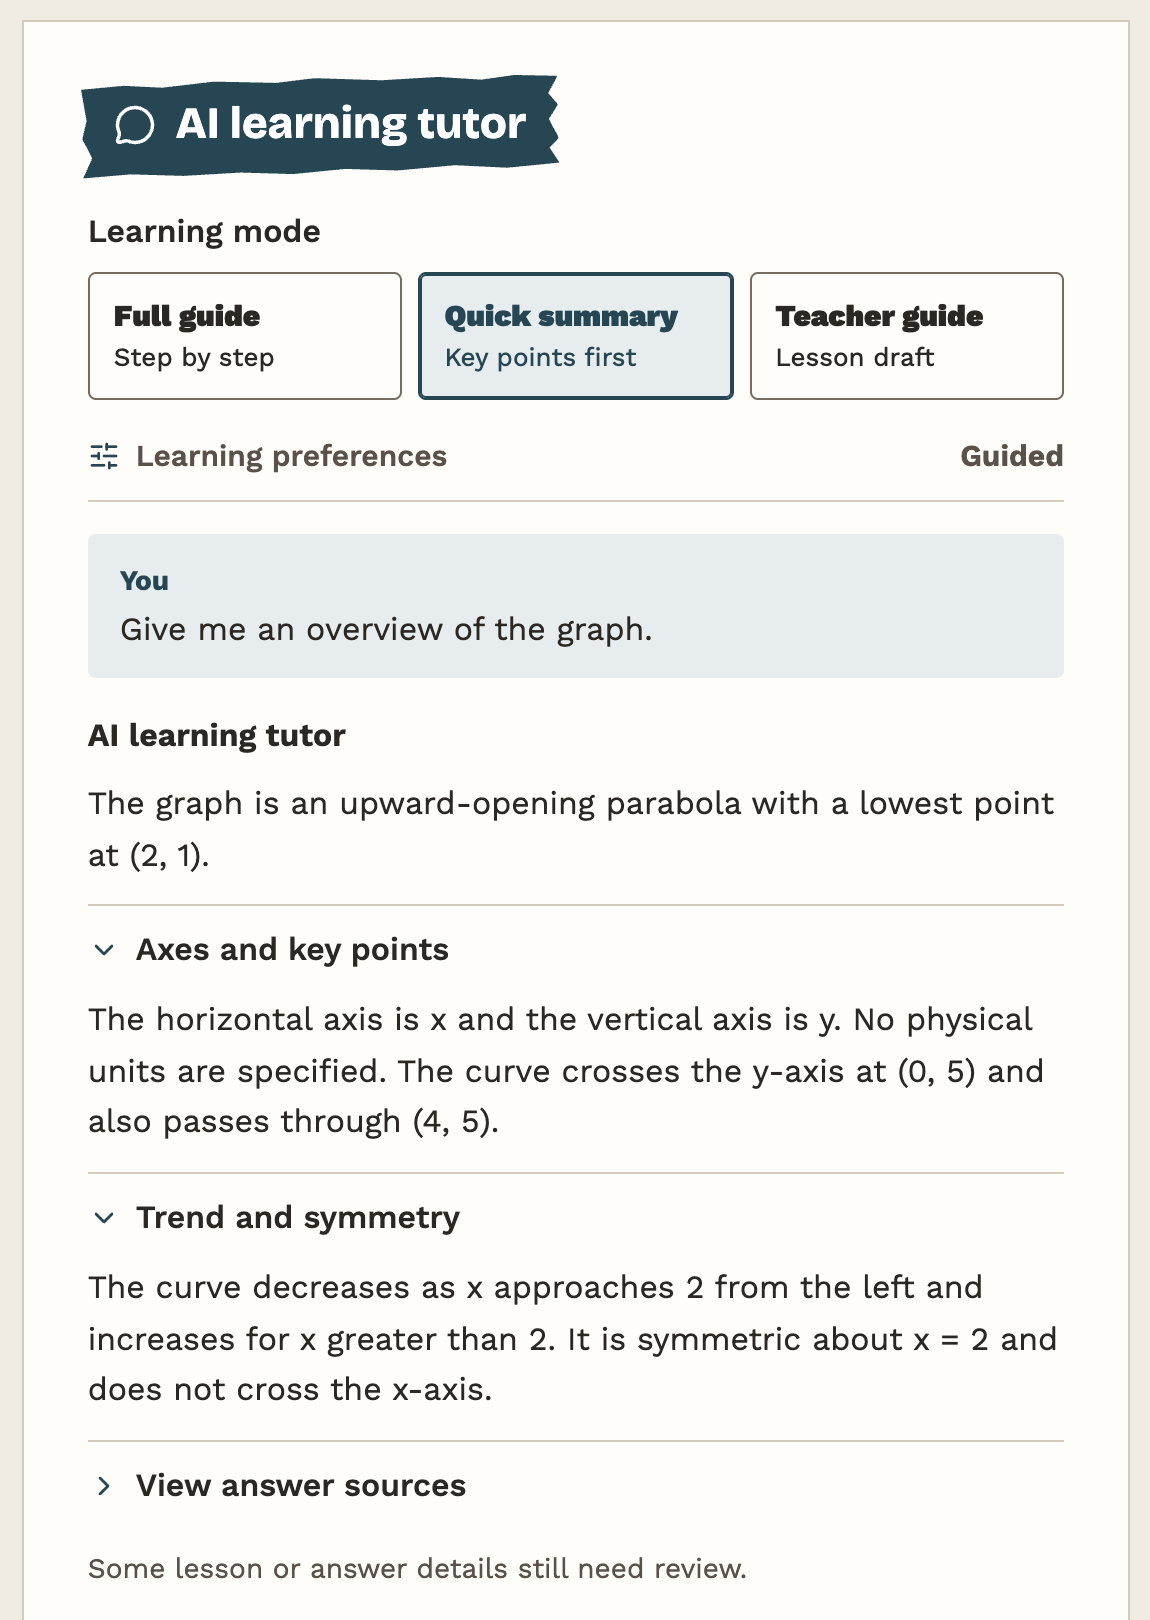 AI learning tutor
Learning mode
Full guide
Step by step
Quick summary
Key points first
Teacher guide
Lesson draft
Learning preferences
Guided
You
Give me an overview of the graph.
AI learning tutor
The graph is an upward-opening parabola with a lowest point
at (2, 1).
Axes and key points
The horizontal axis is x and the vertical axis is y. No physical
units are specified. The curve crosses the y-axis at (0, 5) and
also passes through (4, 5).
Trend and symmetry
The curve decreases as x approaches 2 from the left and
increases for x greater than 2. It is symmetric about x = 2 and
does not cross the x-axis.
View answer sources
Some lesson or answer details still need review.